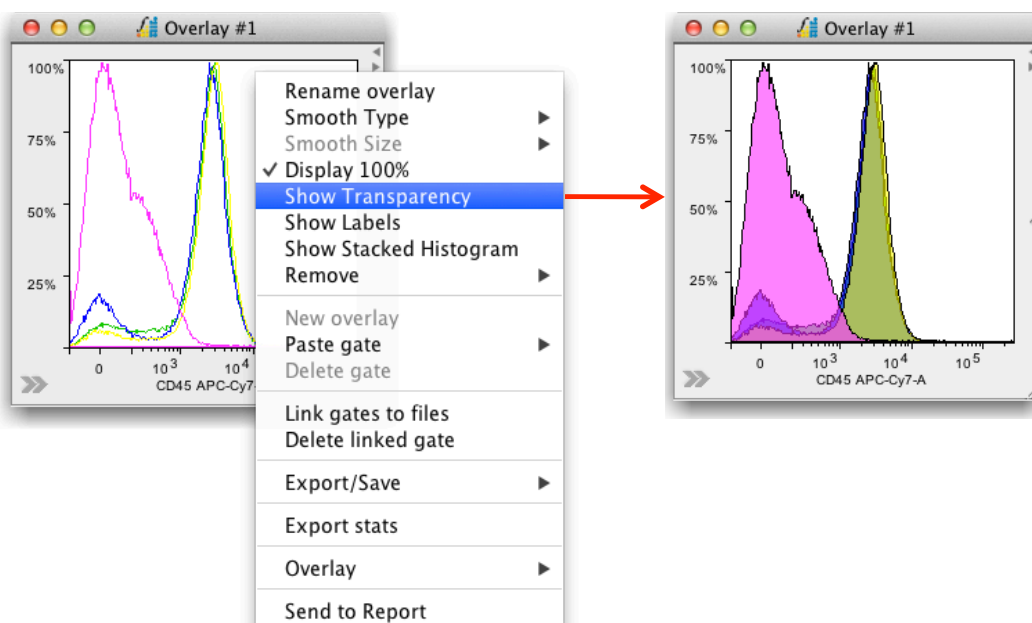 Overlay #1
100%
75%
50%
25%
0 10^3 10^4
CD45 APC-Cy7-
Rename overlay
Smooth Type
Smooth Size
✓ Display 100%
Show Transparency
Show Labels
Show Stacked Histogram
Remove
New overlay
Paste gate
Delete gate
Link gates to files
Delete linked gate
Export/Save
Export stats
Overlay
Send to Report
Overlay #1
100%
75%
50%
25%
0 10^3 10^4 10^5
CD45 APC-Cy7-A